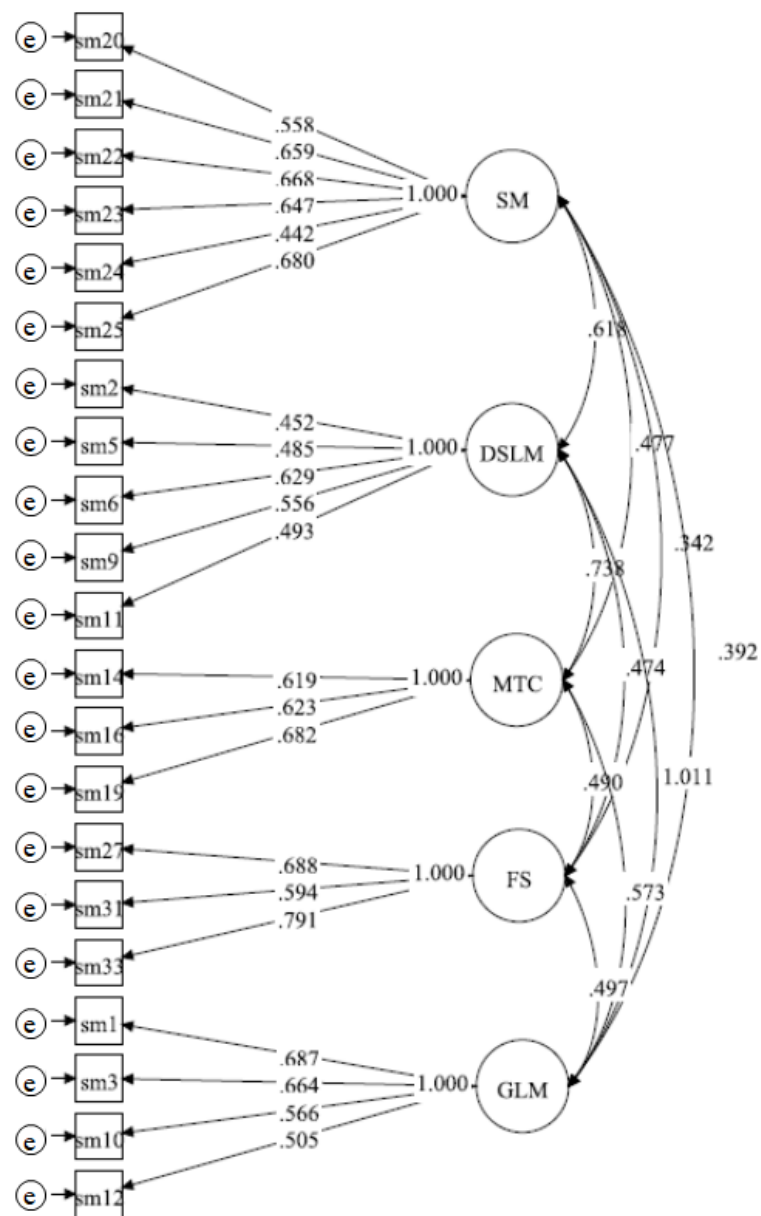 e sm20
.558
e sm21
.659
e sm22
.668
1.000 SM
e sm23
.647
e sm24
.442
.680
e sm25
.618
e sm2
.452
e sm5
.485
1.000 DSLM
.477
e sm6
.629
.556
.493
e sm9
.342
.738
e sm11
.392
e sm14
.619
1.000 MTC
.474
e sm16
.623
.682
e sm19
.490
1.011
e sm27
.688
1.000 FS
.594
.573
e sm31
.791
e sm33
.497
e sm1
.687
e sm3
.664
1.000 GLM
.566
e sm10
.505
e sm12